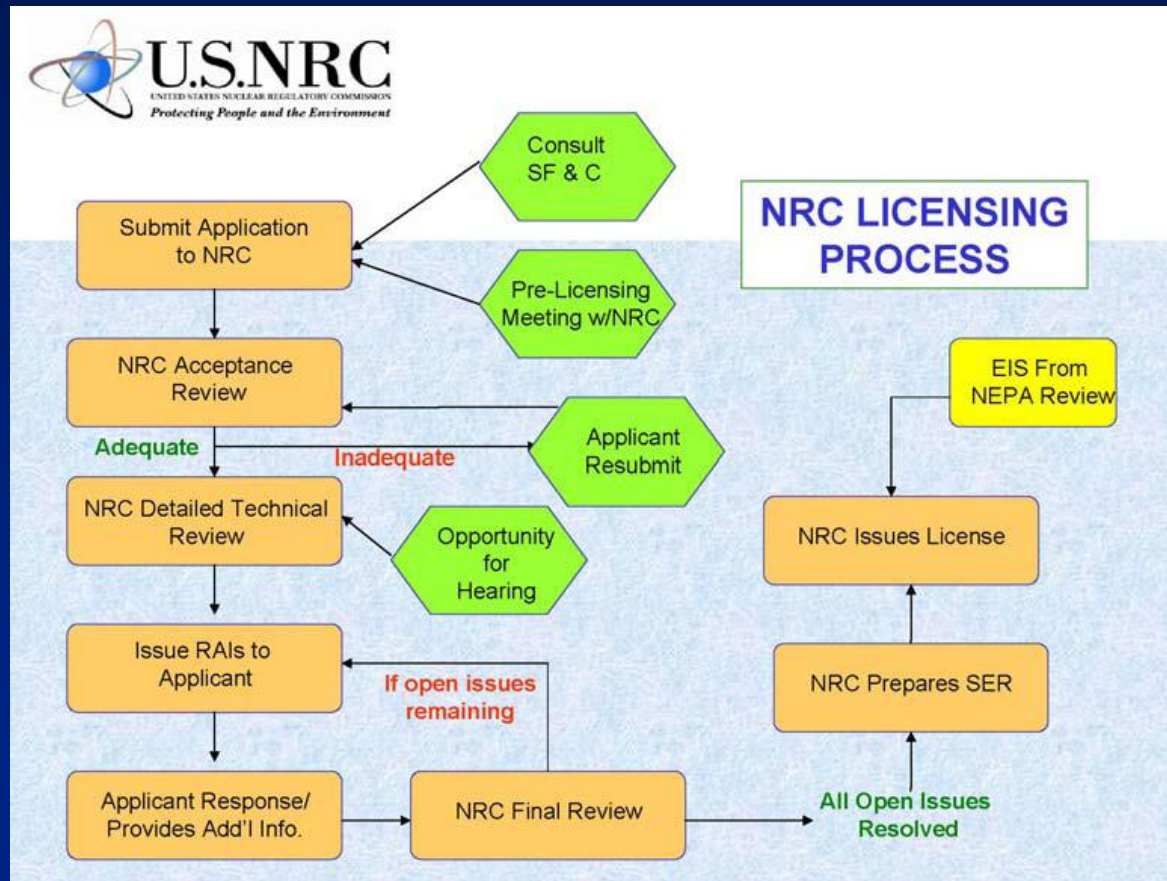 U.S.NRC
UNITED STATES NUCLEAR REGULATORY COMMISSION
Protecting People and the Environment
Consult
SF & C
NRC LICENSING
PROCESS
Submit Application
to NRC
Pre-Licensing
Meeting w/NRC
NRC Acceptance
Review
EIS From
NEPA Review
Adequate
Inadequate
Applicant
Resubmit
NRC Detailed Technical
Review
Opportunity
for
Hearing
NRC Issues License
Issue RAIs to
Applicant
If open issues
remaining
NRC Prepares SER
Applicant Response/
Provides Add'l Info.
NRC Final Review
All Open Issues
Resolved